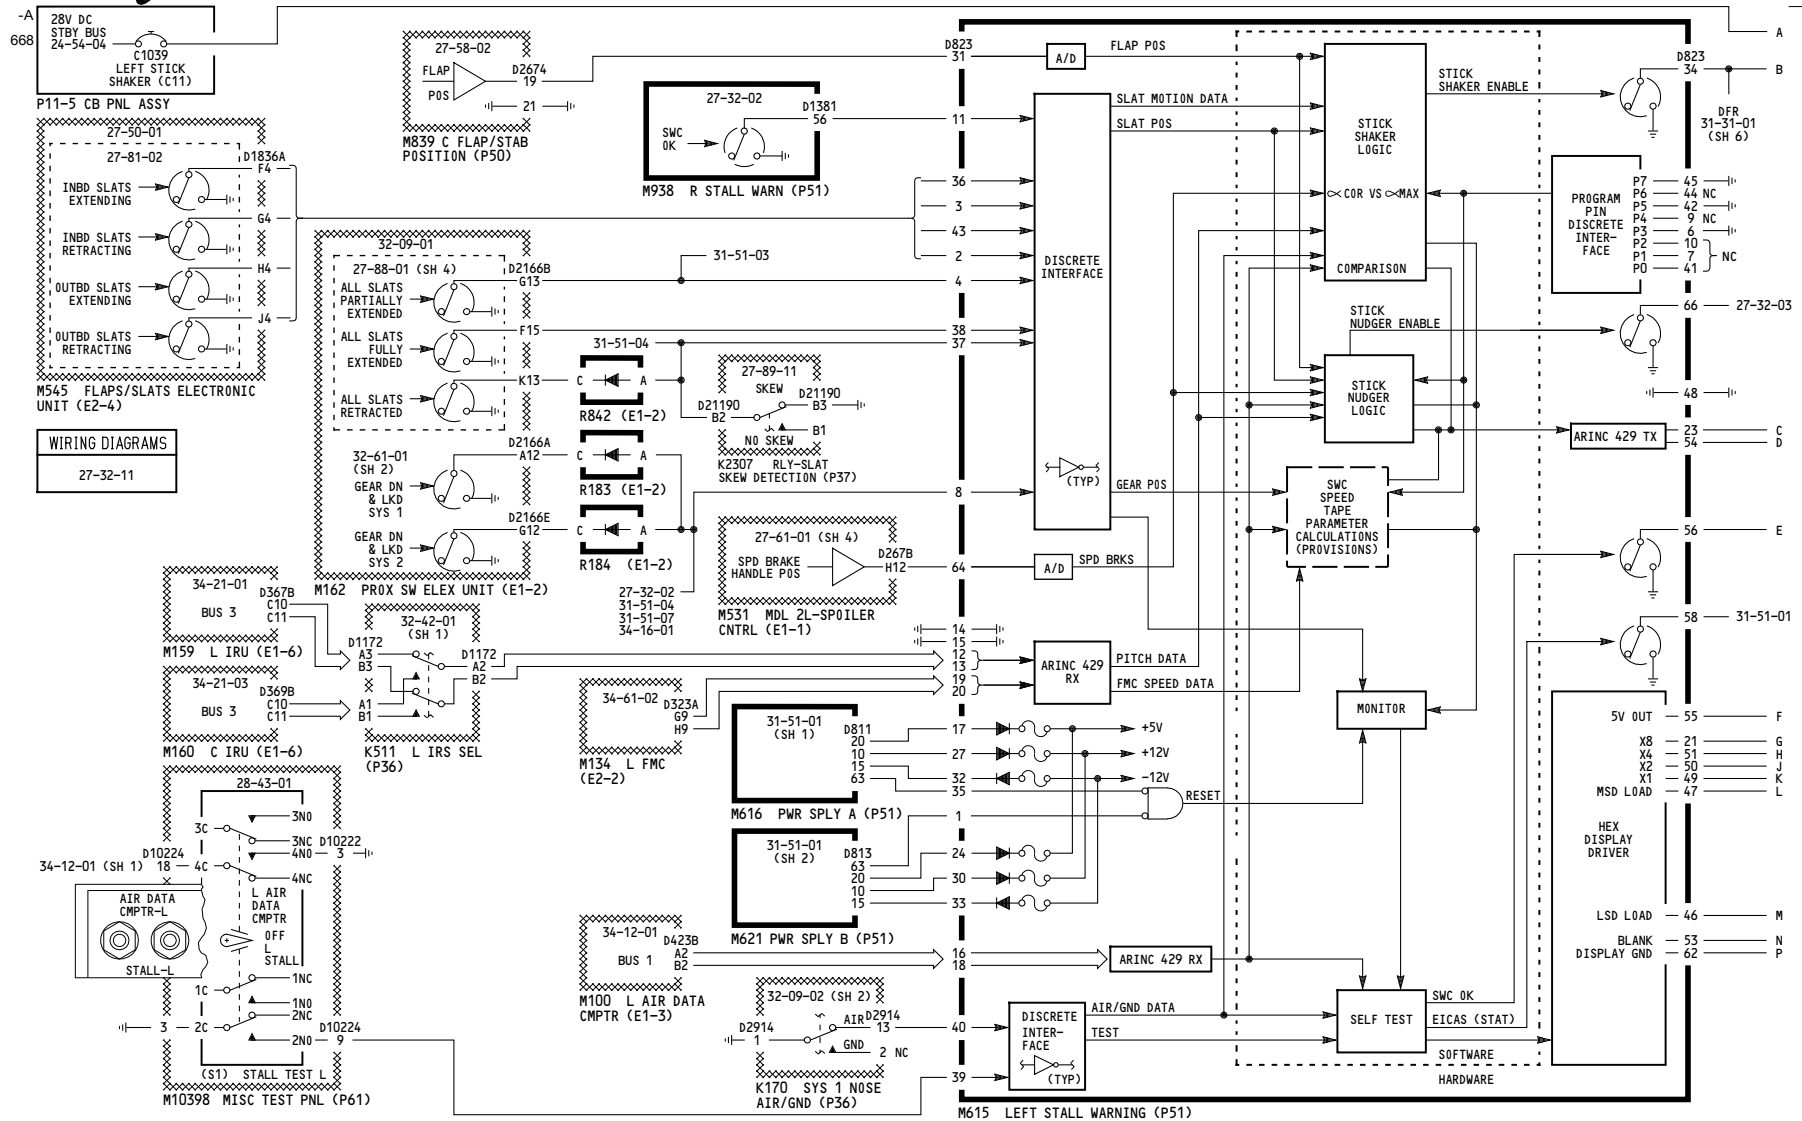 -A
668
28V DC
STBY BUS
24-54-04
C1039
LEFT STICK
SHAKER (C11)
P11-5 CB PNL ASSY
27-50-01
27-81-02
D1836A
F4
INBD SLATS
EXTENDING
G4
INBD SLATS
RETRACTING
H4
OUTBD SLATS
EXTENDING
J4
OUTBD SLATS
RETRACTING
M545 FLAPS/SLATS ELECTRONIC
UNIT (E2-4)
WIRING DIAGRAMS
27-32-11
27-58-02
FLAP
POS
D2674
19
21
M839 C FLAP/STAB
POSITION (P50)
27-32-02
D1381
56
SWC
OK
M938 R STALL WARN (P51)
32-09-01
27-88-01 (SH 4)
D2166B
G13
ALL SLATS
PARTIALLY
EXTENDED
F15
ALL SLATS
FULLY
EXTENDED
K13
ALL SLATS
RETRACTED
D2166A
A12
32-61-01
(SH 2)
GEAR DN
& LKD
SYS 1
D2166E
G12
GEAR DN
& LKD
SYS 2
M162 PROX SW ELEX UNIT (E1-2)
31-51-03
31-51-04
C A
R842 (E1-2)
C A
R183 (E1-2)
C A
R184 (E1-2)
27-89-11
SKEW
D21190
B2
D21190
B3
B1
NO SKEW
K2307 RLY-SLAT
SKEW DETECTION (P37)
27-61-01 (SH 4)
SPD BRAKE
HANDLE POS
D267B
H12
M531 MDL 2L-SPOILER
CNTRL (E1-1)
27-32-02
31-51-04
31-51-07
34-16-01
34-21-01
BUS 3
D367B
C10
C11
M159 L IRU (E1-6)
34-21-03
BUS 3
D369B
C10
C11
M160 C IRU (E1-6)
32-42-01
(SH 1)
D1172
A3
B3
A1
B1
D1172
A2
B2
K511 L IRS SEL
(P36)
34-61-02
D323A
G9
H9
M134 L FMC
(E2-2)
31-51-01
(SH 1)
D811
20
10
15
63
M616 PWR SPLY A (P51)
31-51-01
(SH 2)
D813
63
20
10
15
M621 PWR SPLY B (P51)
34-12-01
BUS 1
D423B
A2
B2
M100 L AIR DATA
CMPTR (E1-3)
32-09-02 (SH 2)
D2914
1
AIR
D2914
13
GND
2 NC
K170 SYS 1 NOSE
AIR/GND (P36)
28-43-01
3NO
3C
3NC
D10222
4NO
3
34-12-01 (SH 1)
D10224
18
4C
4NC
AIR DATA
CMPTR-L
STALL-L
L AIR
DATA
CMPTR
OFF
L
STALL
1NC
1C
1NO
2NC
3
2C
D10224
2NO
9
(S1) STALL TEST L
M10398 MISC TEST PNL (P61)
D823
31
11
36
3
43
2
4
38
37
8
64
14
15
12
13
19
20
17
27
32
35
1
24
30
33
16
18
40
39
A/D
FLAP POS
SLAT MOTION DATA
SLAT POS
DISCRETE
INTERFACE
(TYP)
GEAR POS
A/D
SPD BRKS
ARINC 429
RX
PITCH DATA
FMC SPEED DATA
+5V
+12V
-12V
RESET
ARINC 429 RX
DISCRETE
INTER-
FACE
(TYP)
AIR/GND DATA
TEST
STICK
SHAKER
LOGIC
∝COR VS ∝MAX
COMPARISON
STICK
SHAKER ENABLE
STICK
NUDGER ENABLE
STICK
NUDGER
LOGIC
SWC
SPEED
TAPE
PARAMETER
CALCULATIONS
(PROVISIONS)
MONITOR
SELF TEST
SWC OK
EICAS (STAT)
SOFTWARE
HARDWARE
PROGRAM
PIN
DISCRETE
INTER-
FACE
P7 45
P6 44 NC
P5 42
P4 9 NC
P3 6
P2 10
P1 7 NC
P0 41
ARINC 429 TX
HEX
DISPLAY
DRIVER
5V OUT 55 F
X8 21 G
X4 51 H
X2 50 J
X1 49 K
MSD LOAD 47 L
LSD LOAD 46 M
BLANK 53 N
DISPLAY GND 62 P
A
D823
34 B
DFR
31-31-01
(SH 6)
66 27-32-03
48
23 C
54 D
56 E
58 31-51-01
M615 LEFT STALL WARNING (P51)